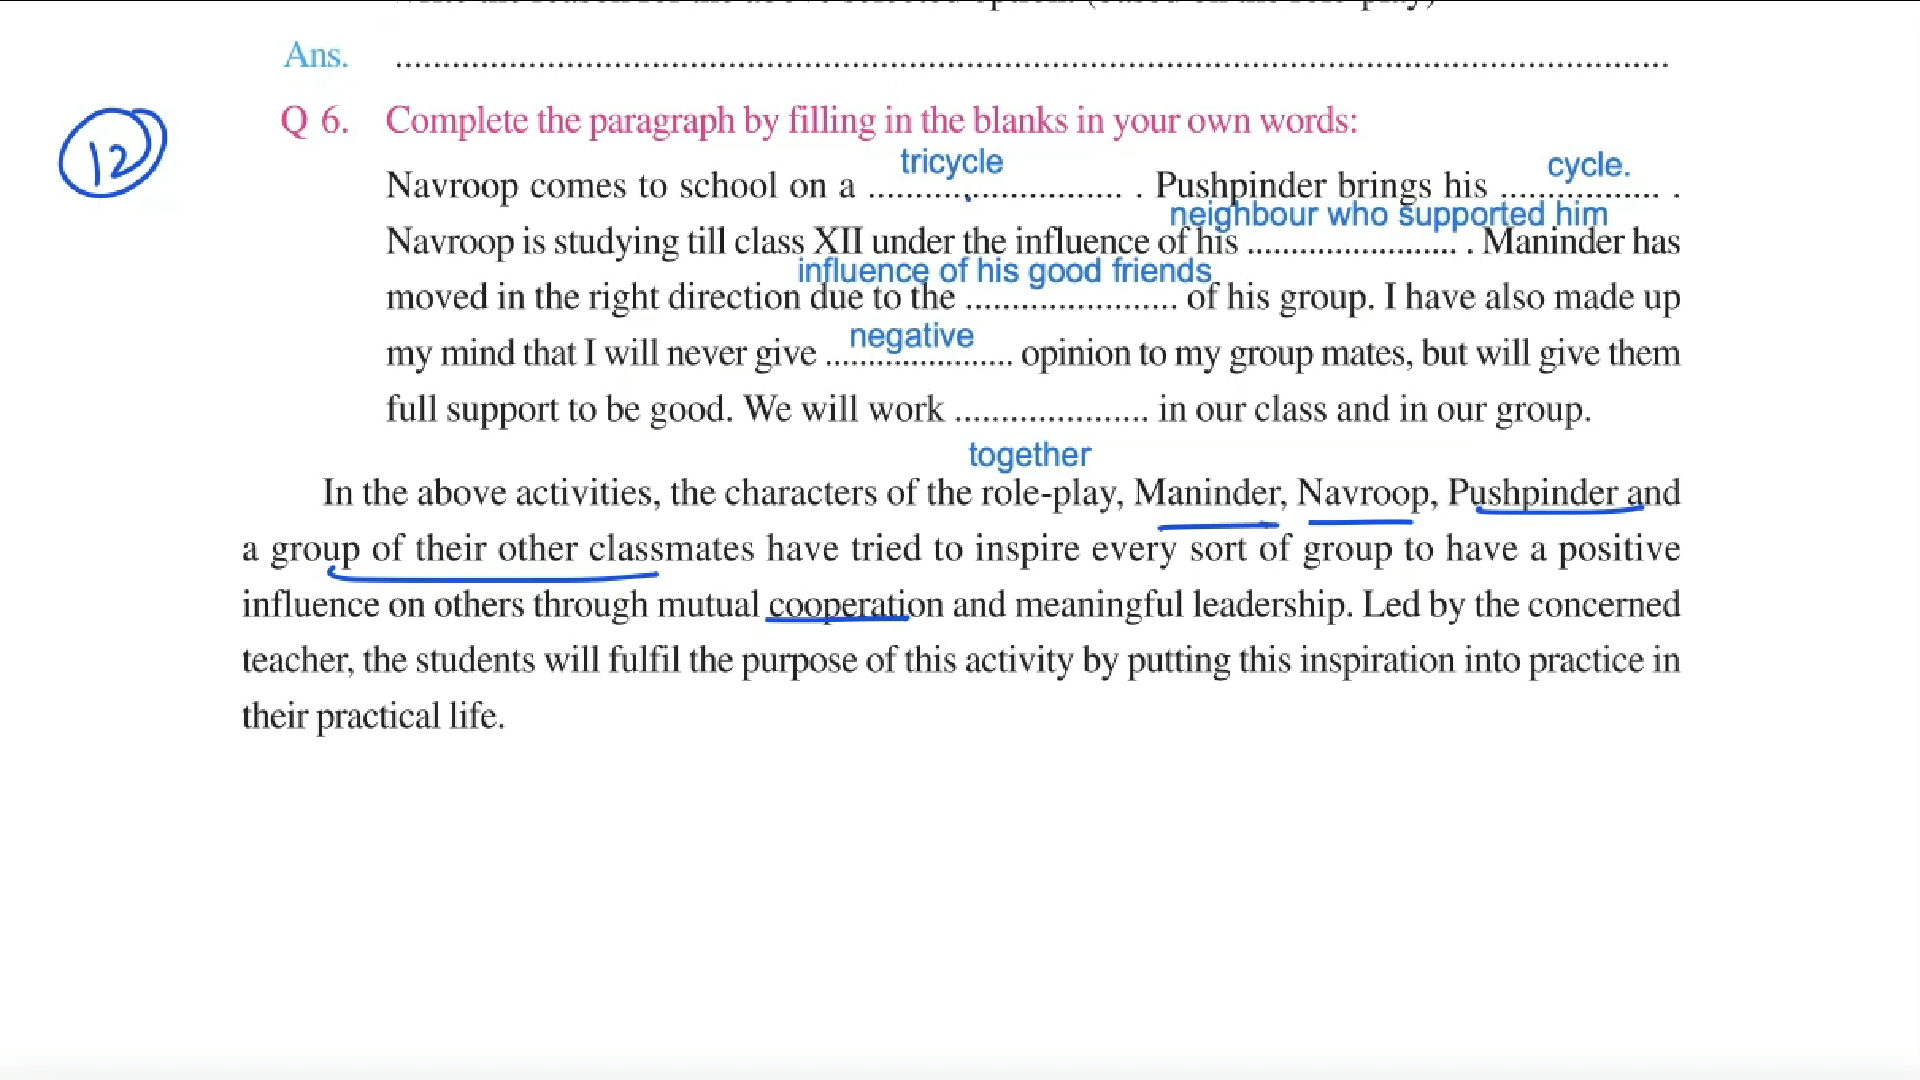 Ans. ................................................................................
Q 6. Complete the paragraph by filling in the blanks in your own words:
tricycle cycle.
Navroop comes to school on a ............................ . Pushpinder brings his ................. .
neighbour who supported him
Navroop is studying till class XII under the influence of his ....................... . Maninder has
influence of his good friends
moved in the right direction due to the ....................... of his group. I have also made up
negative
my mind that I will never give .................... opinion to my group mates, but will give them
full support to be good. We will work ..................... in our class and in our group.
together
In the above activities, the characters of the role-play, Maninder, Navroop, Pushpinder and
a group of their other classmates have tried to inspire every sort of group to have a positive
influence on others through mutual cooperation and meaningful leadership. Led by the concerned
teacher, the students will fulfil the purpose of this activity by putting this inspiration into practice in
their practical life.
12